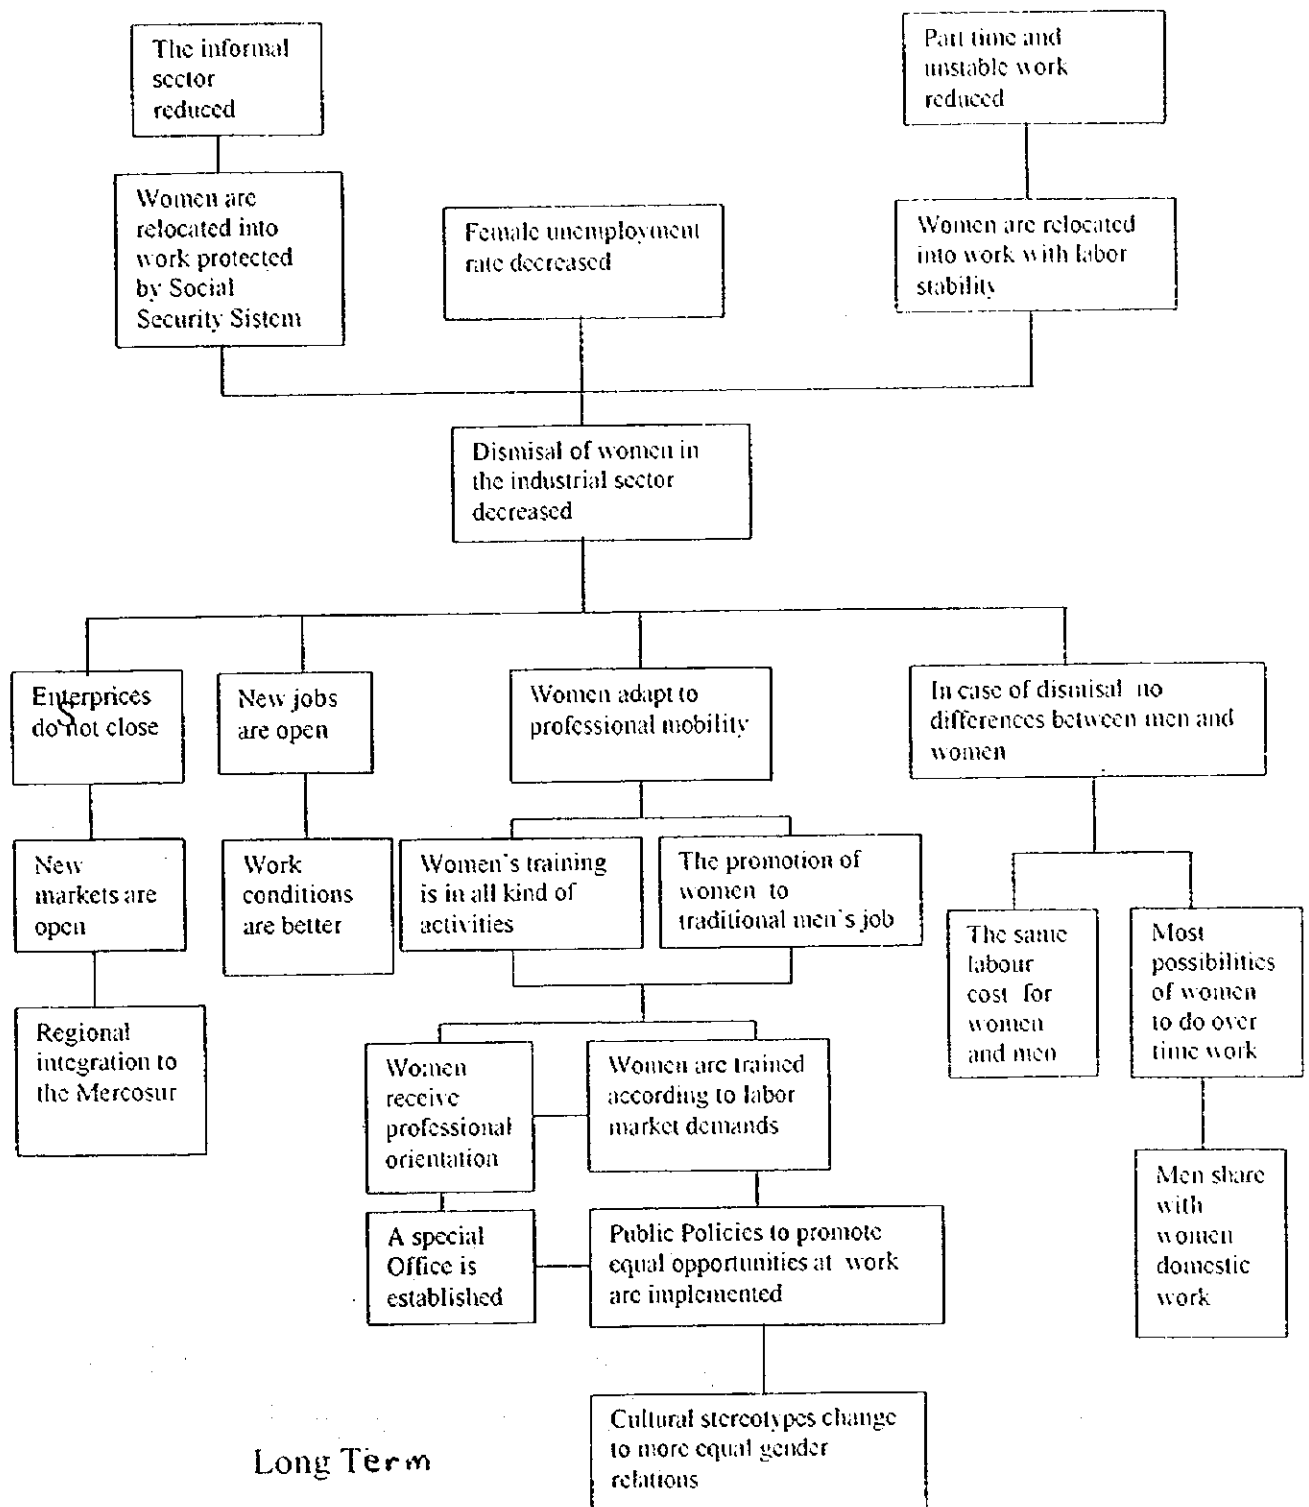 The informal
sector
reduced
Part time and
unstable work
reduced
Women are
relocated into
work protected
by Social
Security Sistem
Female unemployment
rate decreased
Women are relocated
into work with labor
stability
Dismisal of women in
the industrial sector
decreased
Enterprices
S
do not close
New jobs
are open
Women adapt to
professional mobility
In case of dismisal no
differences between men and
women
New
markets are
open
Work
conditions
are better
Women`s training
is in all kind of
activities
The promotion of
women to
traditional men`s job
The same
labour
cost for
women
and men
Most
possibilities
of women
to do over
time work
Regional
integration to
the Mercosur
Women
receive
professional
orientation
Women are trained
according to labor
market demands
Men share
with
women
domestic
work
A special
Office is
established
Public Policies to promote
equal opportunities at work
are implemented
Cultural stereotypes change
to more equal gender
relations
Long Term